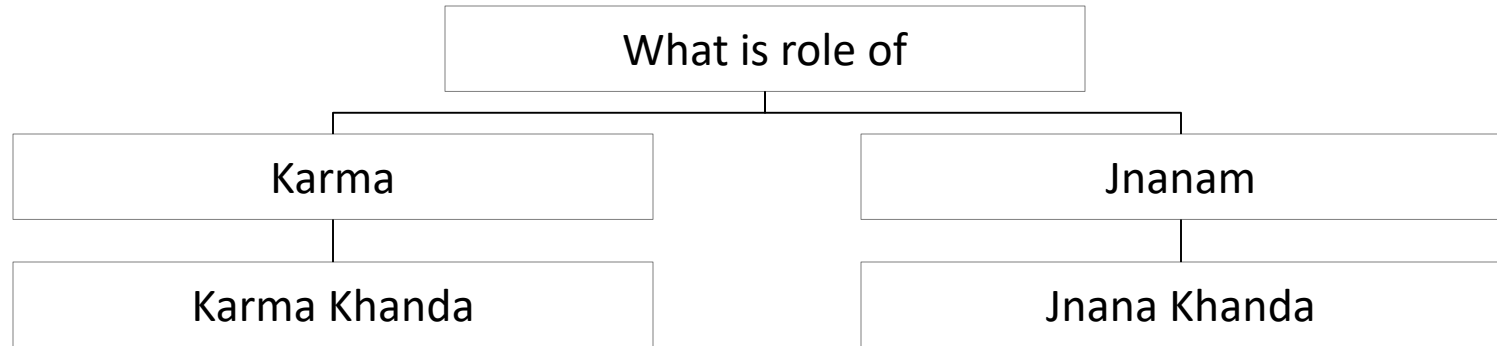 What is role of
Karma
Jnanam
Karma Khanda
Jnana Khanda